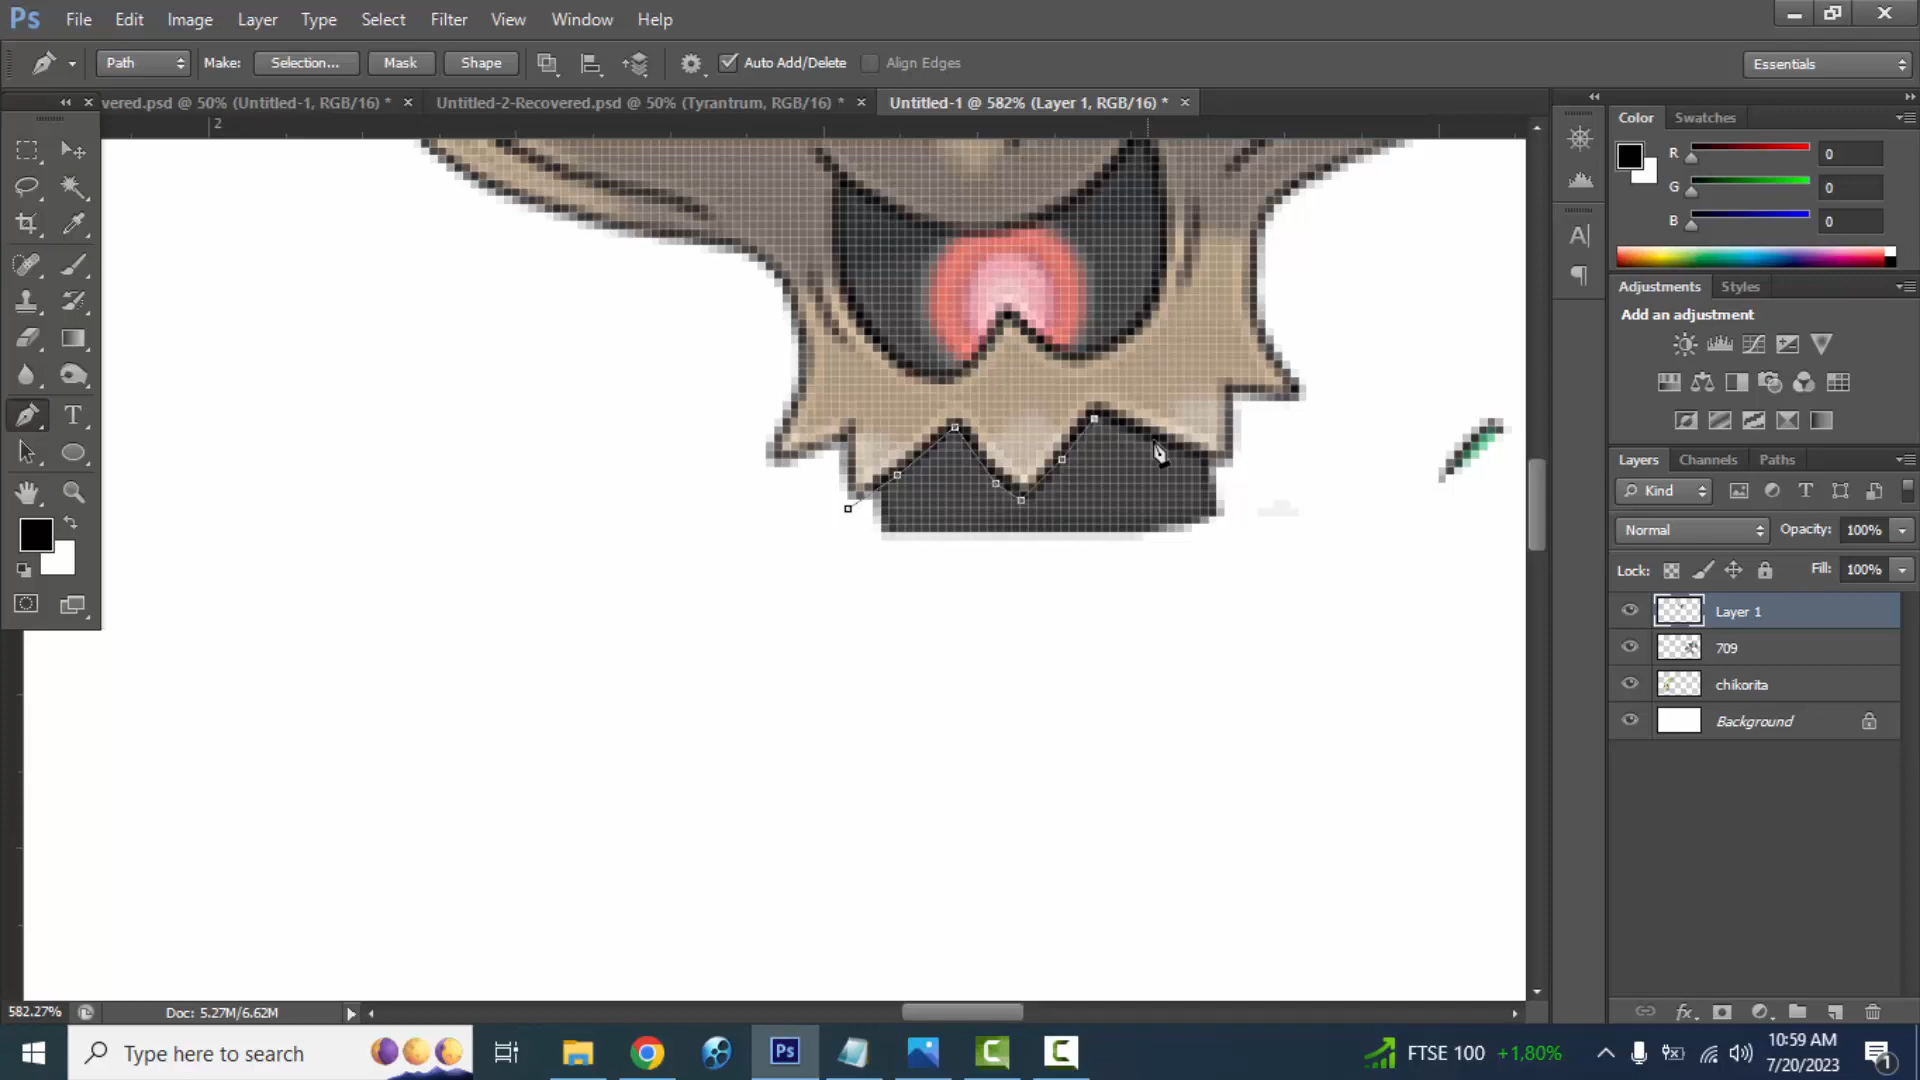 Ps File Edit Image Layer Type Select Filter View Window Help
Path Make: Selection... Mask Shape Auto Add/Delete Align Edges Essentials
vered.psd @ 50% (Untitled-1, RGB/16) * Untitled-2-Recovered.psd @ 50% (Tyrantrum, RGB/16) * Untitled-1 @ 582% (Layer 1, RGB/16) *
2
Color Swatches
R 0
G 0
B 0
Adjustments Styles
Add an adjustment
Layers Channels Paths
Kind
Normal Opacity: 100%
Lock: Fill: 100%
Layer 1
709
chikorita
Background
582.27% Doc: 5.27M/6.62M
Type here to search
FTSE 100 +1,80%
10:59 AM
7/20/2023
1